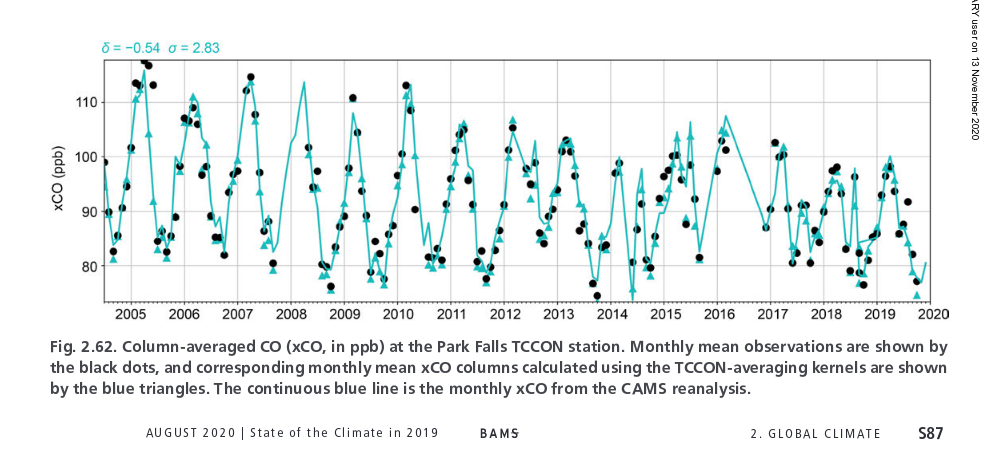 ARY user on 13 November 2020
δ = −0.54 σ = 2.83
xCO (ppb)
110
100
90
80
2005 2006 2007 2008 2009 2010 2011 2012 2013 2014 2015 2016 2017 2018 2019 2020
Fig. 2.62. Column-averaged CO (xCO, in ppb) at the Park Falls TCCON station. Monthly mean observations are shown by
the black dots, and corresponding monthly mean xCO columns calculated using the TCCON-averaging kernels are shown
by the blue triangles. The continuous blue line is the monthly xCO from the CAMS reanalysis.
AUGUST 2020 | State of the Climate in 2019 BAMS 2. GLOBAL CLIMATE S87